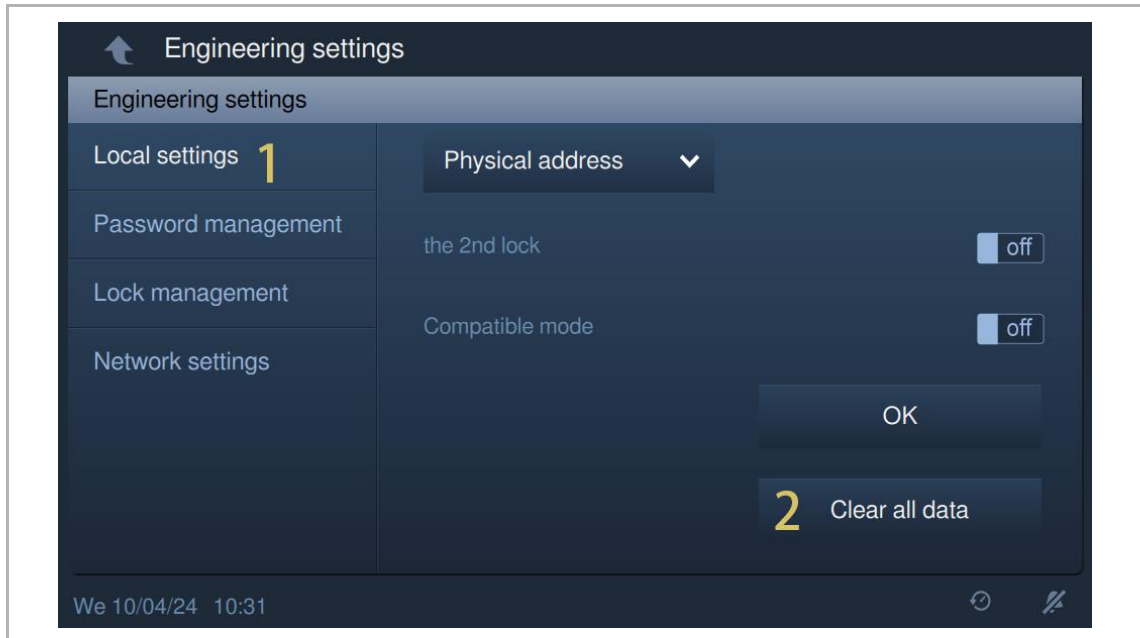 Engineering settings
Engineering settings
Local settings 1
Password management
Lock management
Network settings
Physical address
the 2nd lock off
Compatible mode off
OK
2 Clear all data
We 10/04/24 10:31